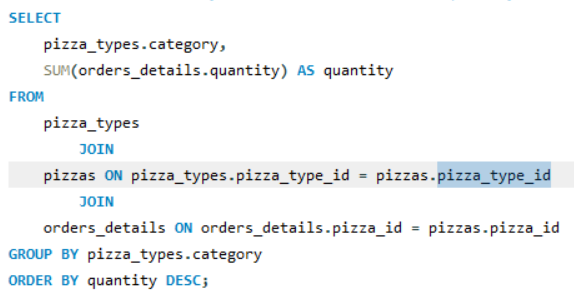 SELECT
    pizza_types.category,
    SUM(orders_details.quantity) AS quantity
FROM
    pizza_types
        JOIN
    pizzas ON pizza_types.pizza_type_id = pizzas.pizza_type_id
        JOIN
    orders_details ON orders_details.pizza_id = pizzas.pizza_id
GROUP BY pizza_types.category
ORDER BY quantity DESC;